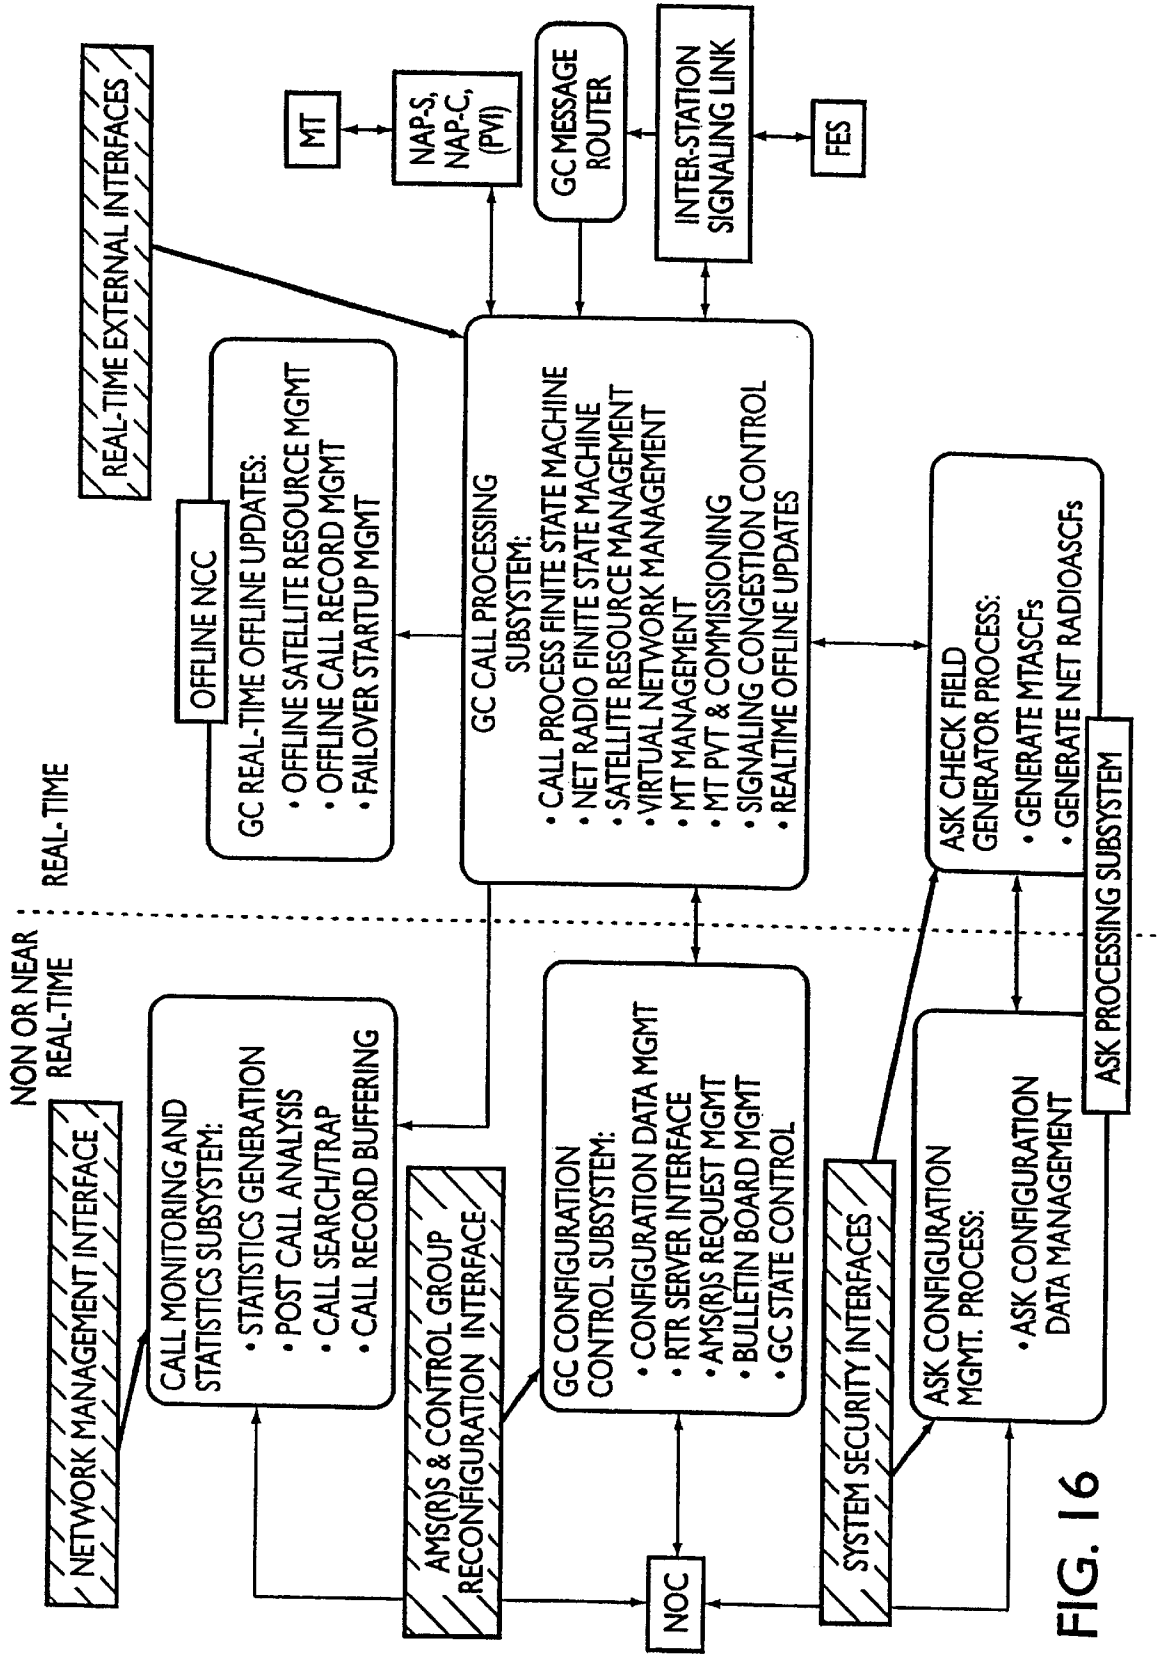 NON OR NEAR
REAL-TIME
REAL-TIME
NETWORK MANAGEMENT INTERFACE
REAL-TIME EXTERNAL INTERFACES
CALL MONITORING AND
STATISTICS SUBSYSTEM:
• STATISTICS GENERATION
• POST CALL ANALYSIS
• CALL SEARCH/TRAP
• CALL RECORD BUFFERING
OFFLINE NCC
GC REAL-TIME OFFLINE UPDATES:
• OFFLINE SATELLITE RESOURCE MGMT
• OFFLINE CALL RECORD MGMT
• FAILOVER STARTUP MGMT
MT
NAP-S,
NAP-C,
(PVI)
GC MESSAGE
ROUTER
INTER-STATION
SIGNALING LINK
FES
AMS(R)S & CONTROL GROUP
RECONFIGURATION INTERFACE
GC CONFIGURATION
CONTROL SUBSYSTEM:
• CONFIGURATION DATA MGMT
• RTR SERVER INTERFACE
• AMS(R)S REQUEST MGMT
• BULLETIN BOARD MGMT
• GC STATE CONTROL
GC CALL PROCESSING
SUBSYSTEM:
• CALL PROCESS FINITE STATE MACHINE
• NET RADIO FINITE STATE MACHINE
• SATELLITE RESOURCE MANAGEMENT
• VIRTUAL NETWORK MANAGEMENT
• MT MANAGEMENT
• MT PVT & COMMISSIONING
• SIGNALING CONGESTION CONTROL
• REALTIME OFFLINE UPDATES
NOC
SYSTEM SECURITY INTERFACES
ASK CONFIGURATION
MGMT. PROCESS:
• ASK CONFIGURATION
DATA MANAGEMENT
ASK CHECK FIELD
GENERATOR PROCESS:
• GENERATE MTASCFs
• GENERATE NET RADIOASCFs
ASK PROCESSING SUBSYSTEM
FIG. 16